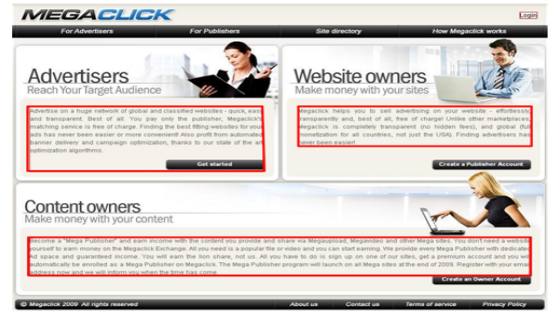 MEGACLICK
Login
For Advertisers For Publishers Site directory How Megaclick works
Advertisers
Reach Your Target Audience
Advertise on a huge network of global and classified websites - quick, easy
and transparent. Best of all: You pay only the publisher, Megaclick's
matching service is free of charge. Finding the best fitting websites for your
ads has never been easier or more convenient! Also profit from automated
banner delivery and campaign optimization, thanks to our state of the art
optimization algorithms.
Get started
Website owners
Make money with your sites
Megaclick helps you to sell advertising on your website - effortlessly,
transparently and, best of all, free of charge! Unlike other marketplaces,
Megaclick is completely transparent (no hidden fees), and global (full
monetization for all countries, not just the USA). Finding advertisers has
never been easier!
Create a Publisher Account
Content owners
Make money with your content
Become a "Mega Publisher" and earn income with the content you provide and share via Megaupload, Megavideo and other Mega sites. You don't need a website
yourself to earn money on the Megaclick Exchange. All you need is a popular file or video and you can start earning. We provide every Mega Publisher with dedicated
Ad space and guaranteed income. You will earn the lion share, not us. All you have to do is sign up on one of our sites, get a premium account and you will
automatically be enrolled as a Mega Publisher on Megaclick. The Mega Publisher program will launch on all Mega sites at the end of 2009. Register with your email
address now and we will inform you when the time has come.
Create an Owner Account
© Megaclick 2009 All rights reserved About us Contact us Terms of service Privacy Policy